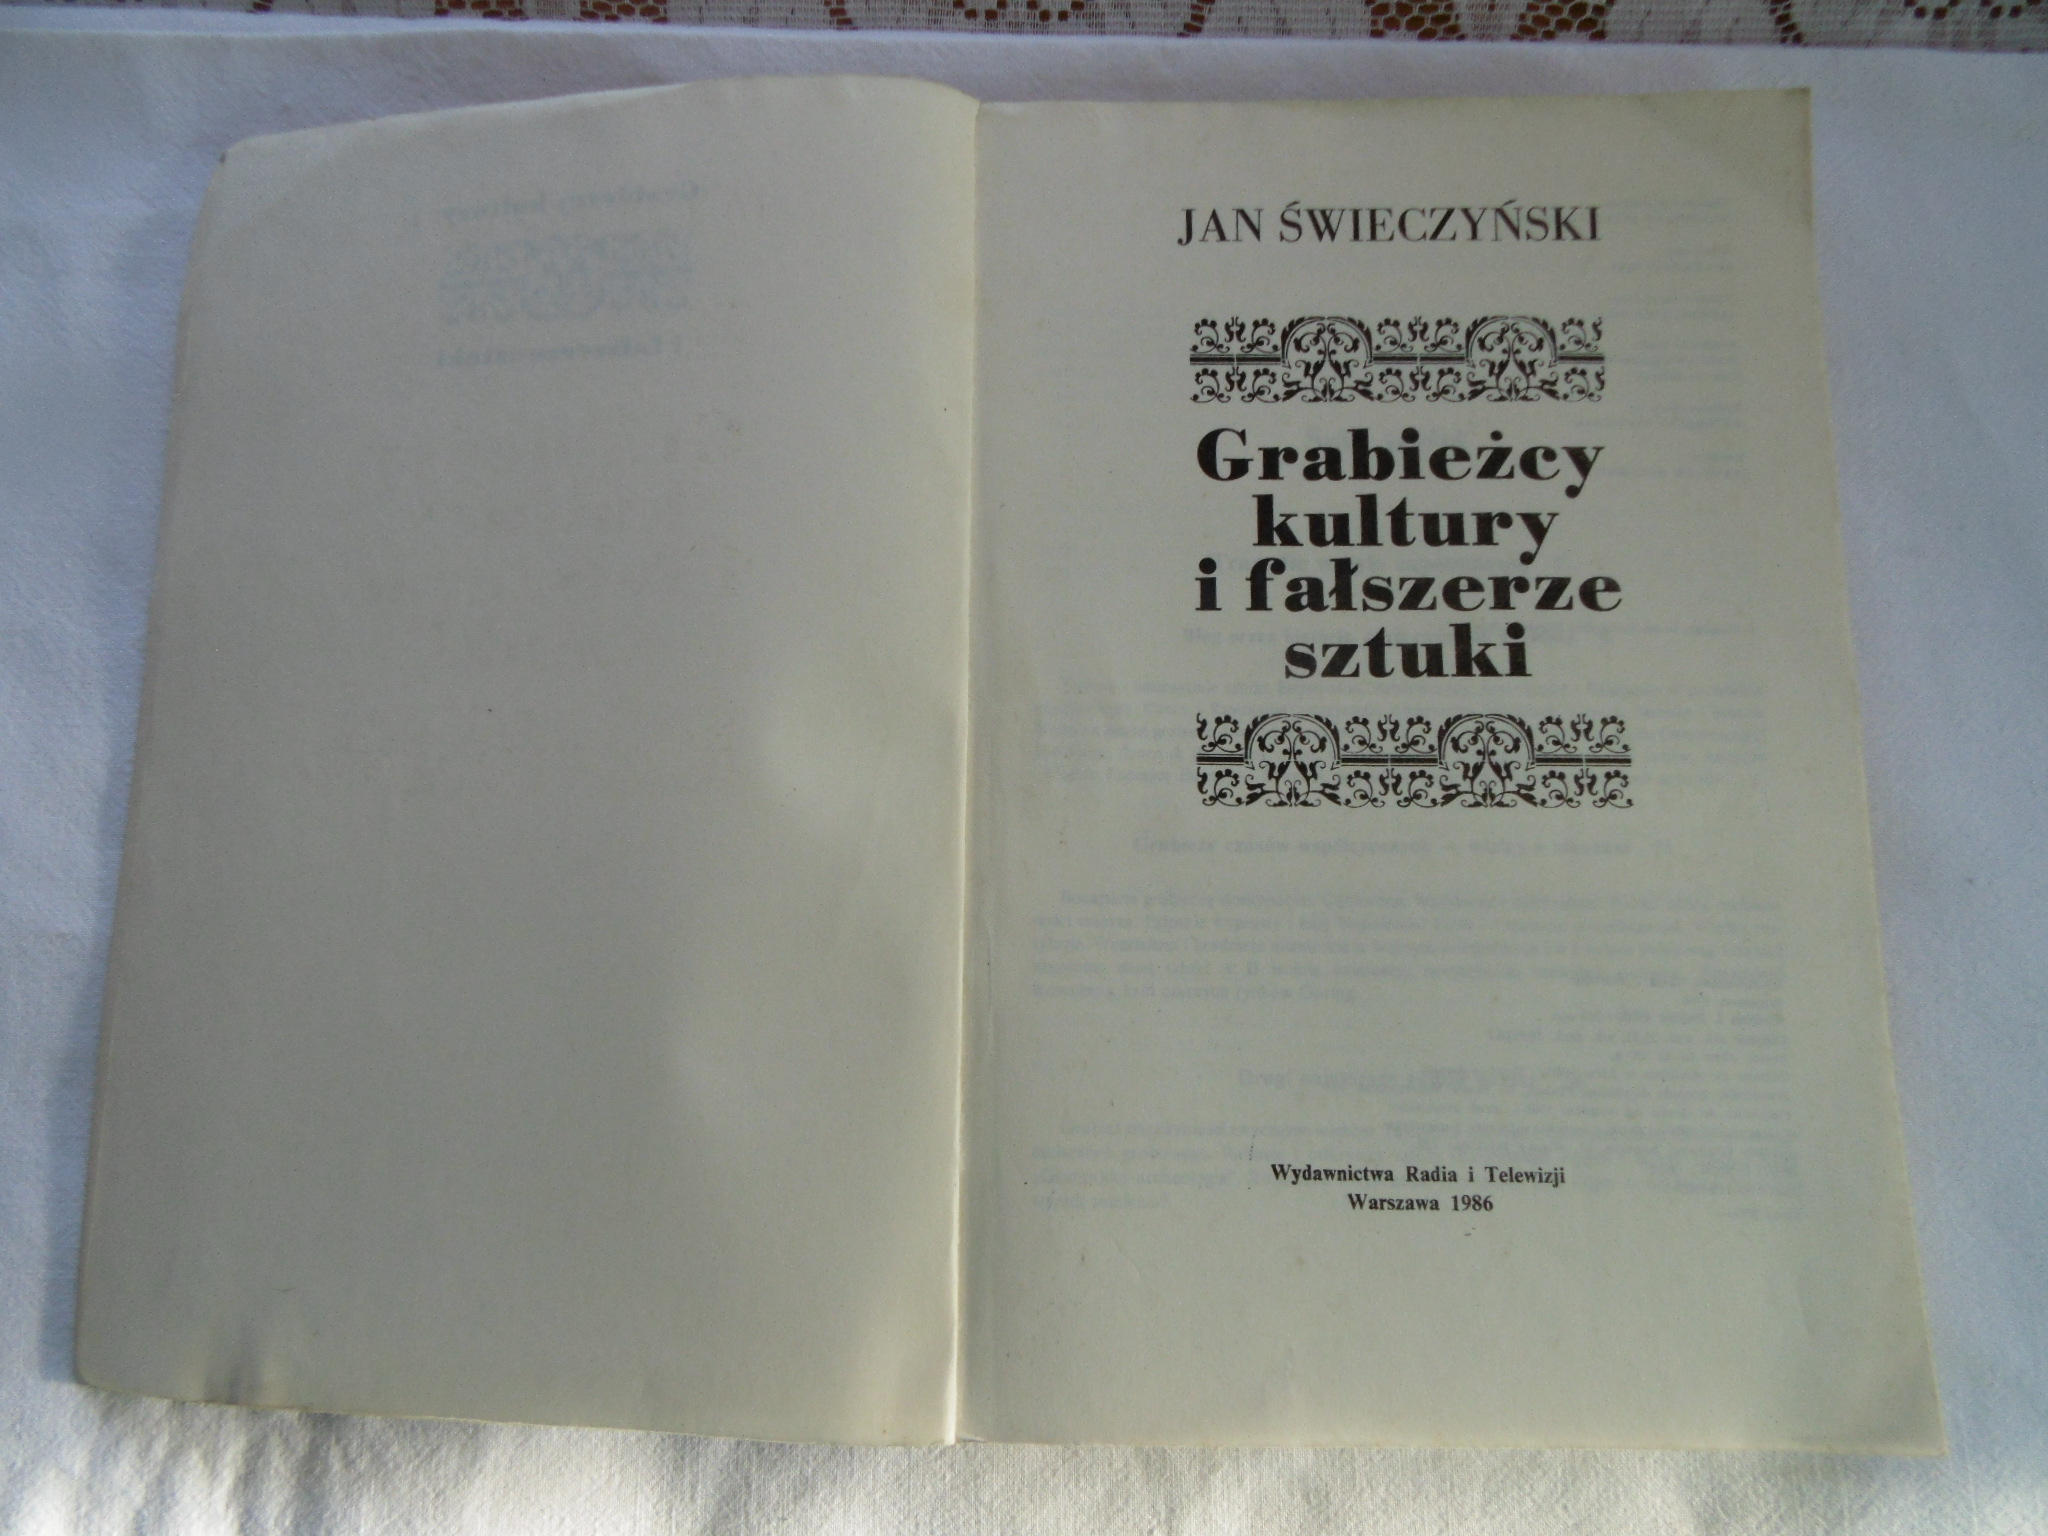 JAN ŚWIECZYŃSKI
Grabieżcy
kultury
i fałszerze
sztuki
Wydawnictwa Radia i Telewizji
Warszawa 1986